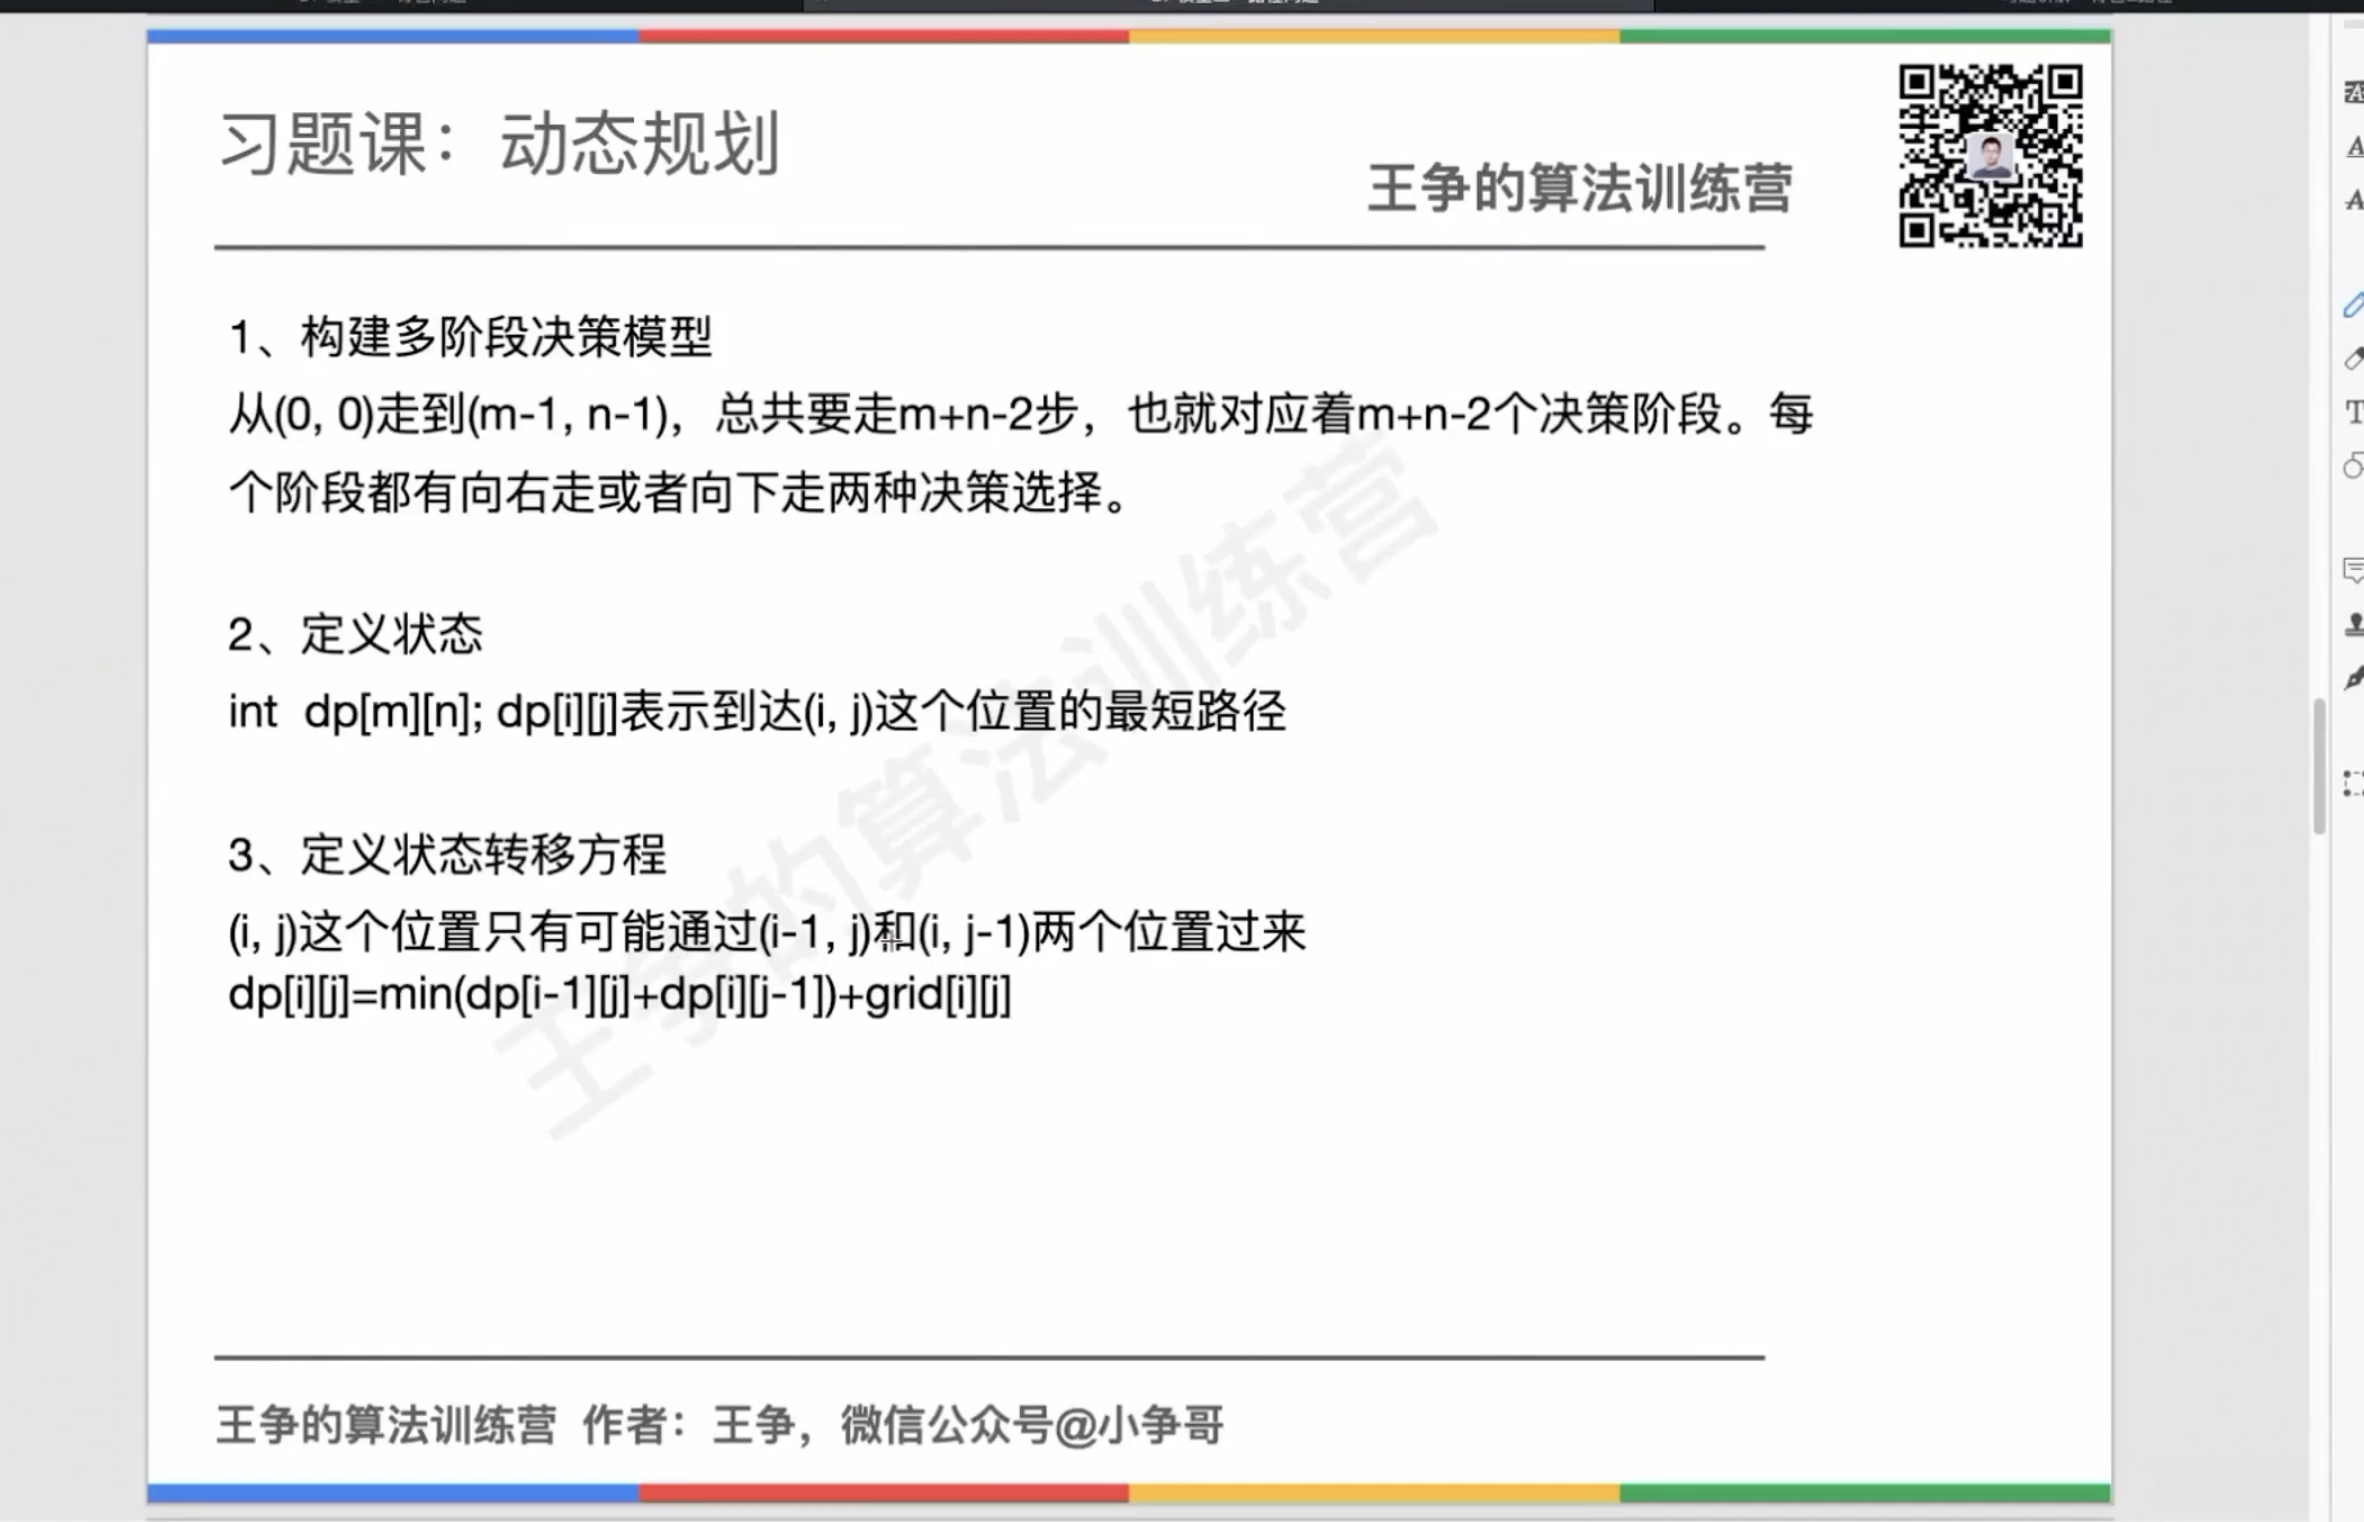 习题课：动态规划
王争的算法训练营
1、构建多阶段决策模型
从(0, 0)走到(m-1, n-1)，总共要走m+n-2步，也就对应着m+n-2个决策阶段。每
个阶段都有向右走或者向下走两种决策选择。
2、定义状态
int  dp[m][n]; dp[i][j]表示到达(i, j)这个位置的最短路径
3、定义状态转移方程
(i, j)这个位置只有可能通过(i-1, j)和(i, j-1)两个位置过来
dp[i][j]=min(dp[i-1][j]+dp[i][j-1])+grid[i][j]
王争的算法训练营
王争的算法训练营 作者：王争，微信公众号@小争哥